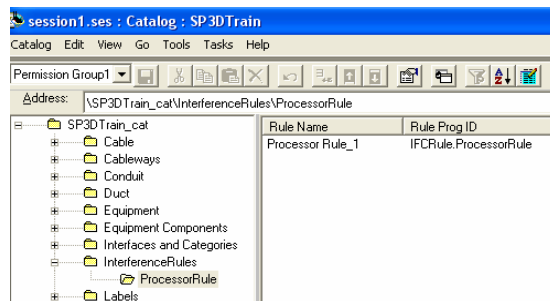 session1.ses : Catalog : SP3DTrain
Catalog Edit View Go Tools Tasks Help
Permission Group1
Address: \SP3DTrain_cat\InterferenceRules\ProcessorRule
SP3DTrain_cat
Cable
Cableways
Conduit
Duct
Equipment
Equipment Components
Interfaces and Categories
InterferenceRules
ProcessorRule
Labels
Rule Name Rule Prog ID
Processor Rule_1 IFCRule.ProcessorRule